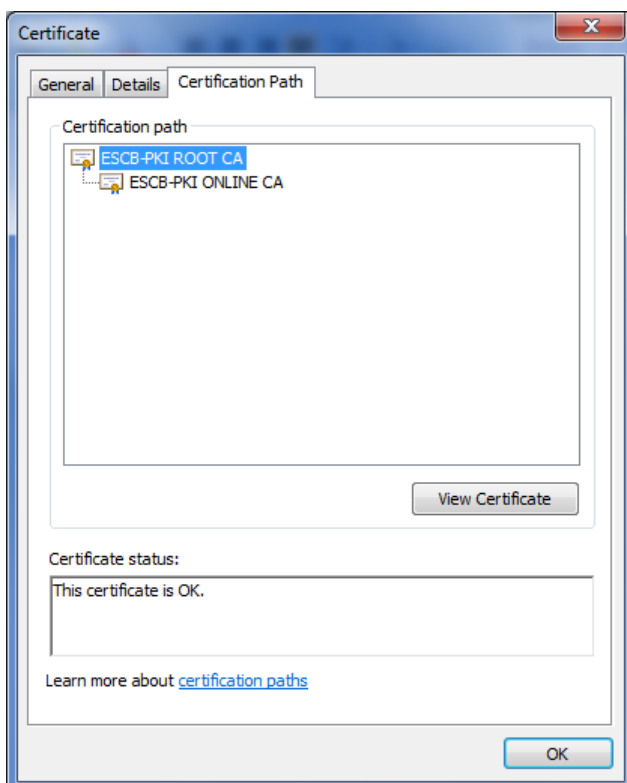 Certificate
General Details Certification Path
Certification path
ESCB-PKI ROOT CA
ESCB-PKI ONLINE CA
View Certificate
Certificate status:
This certificate is OK.
Learn more about certification paths
OK